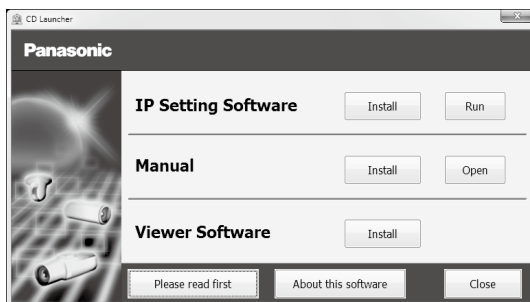 CD Launcher
Panasonic
IP Setting Software Install Run
Manual Install Open
Viewer Software Install
Please read first About this software Close